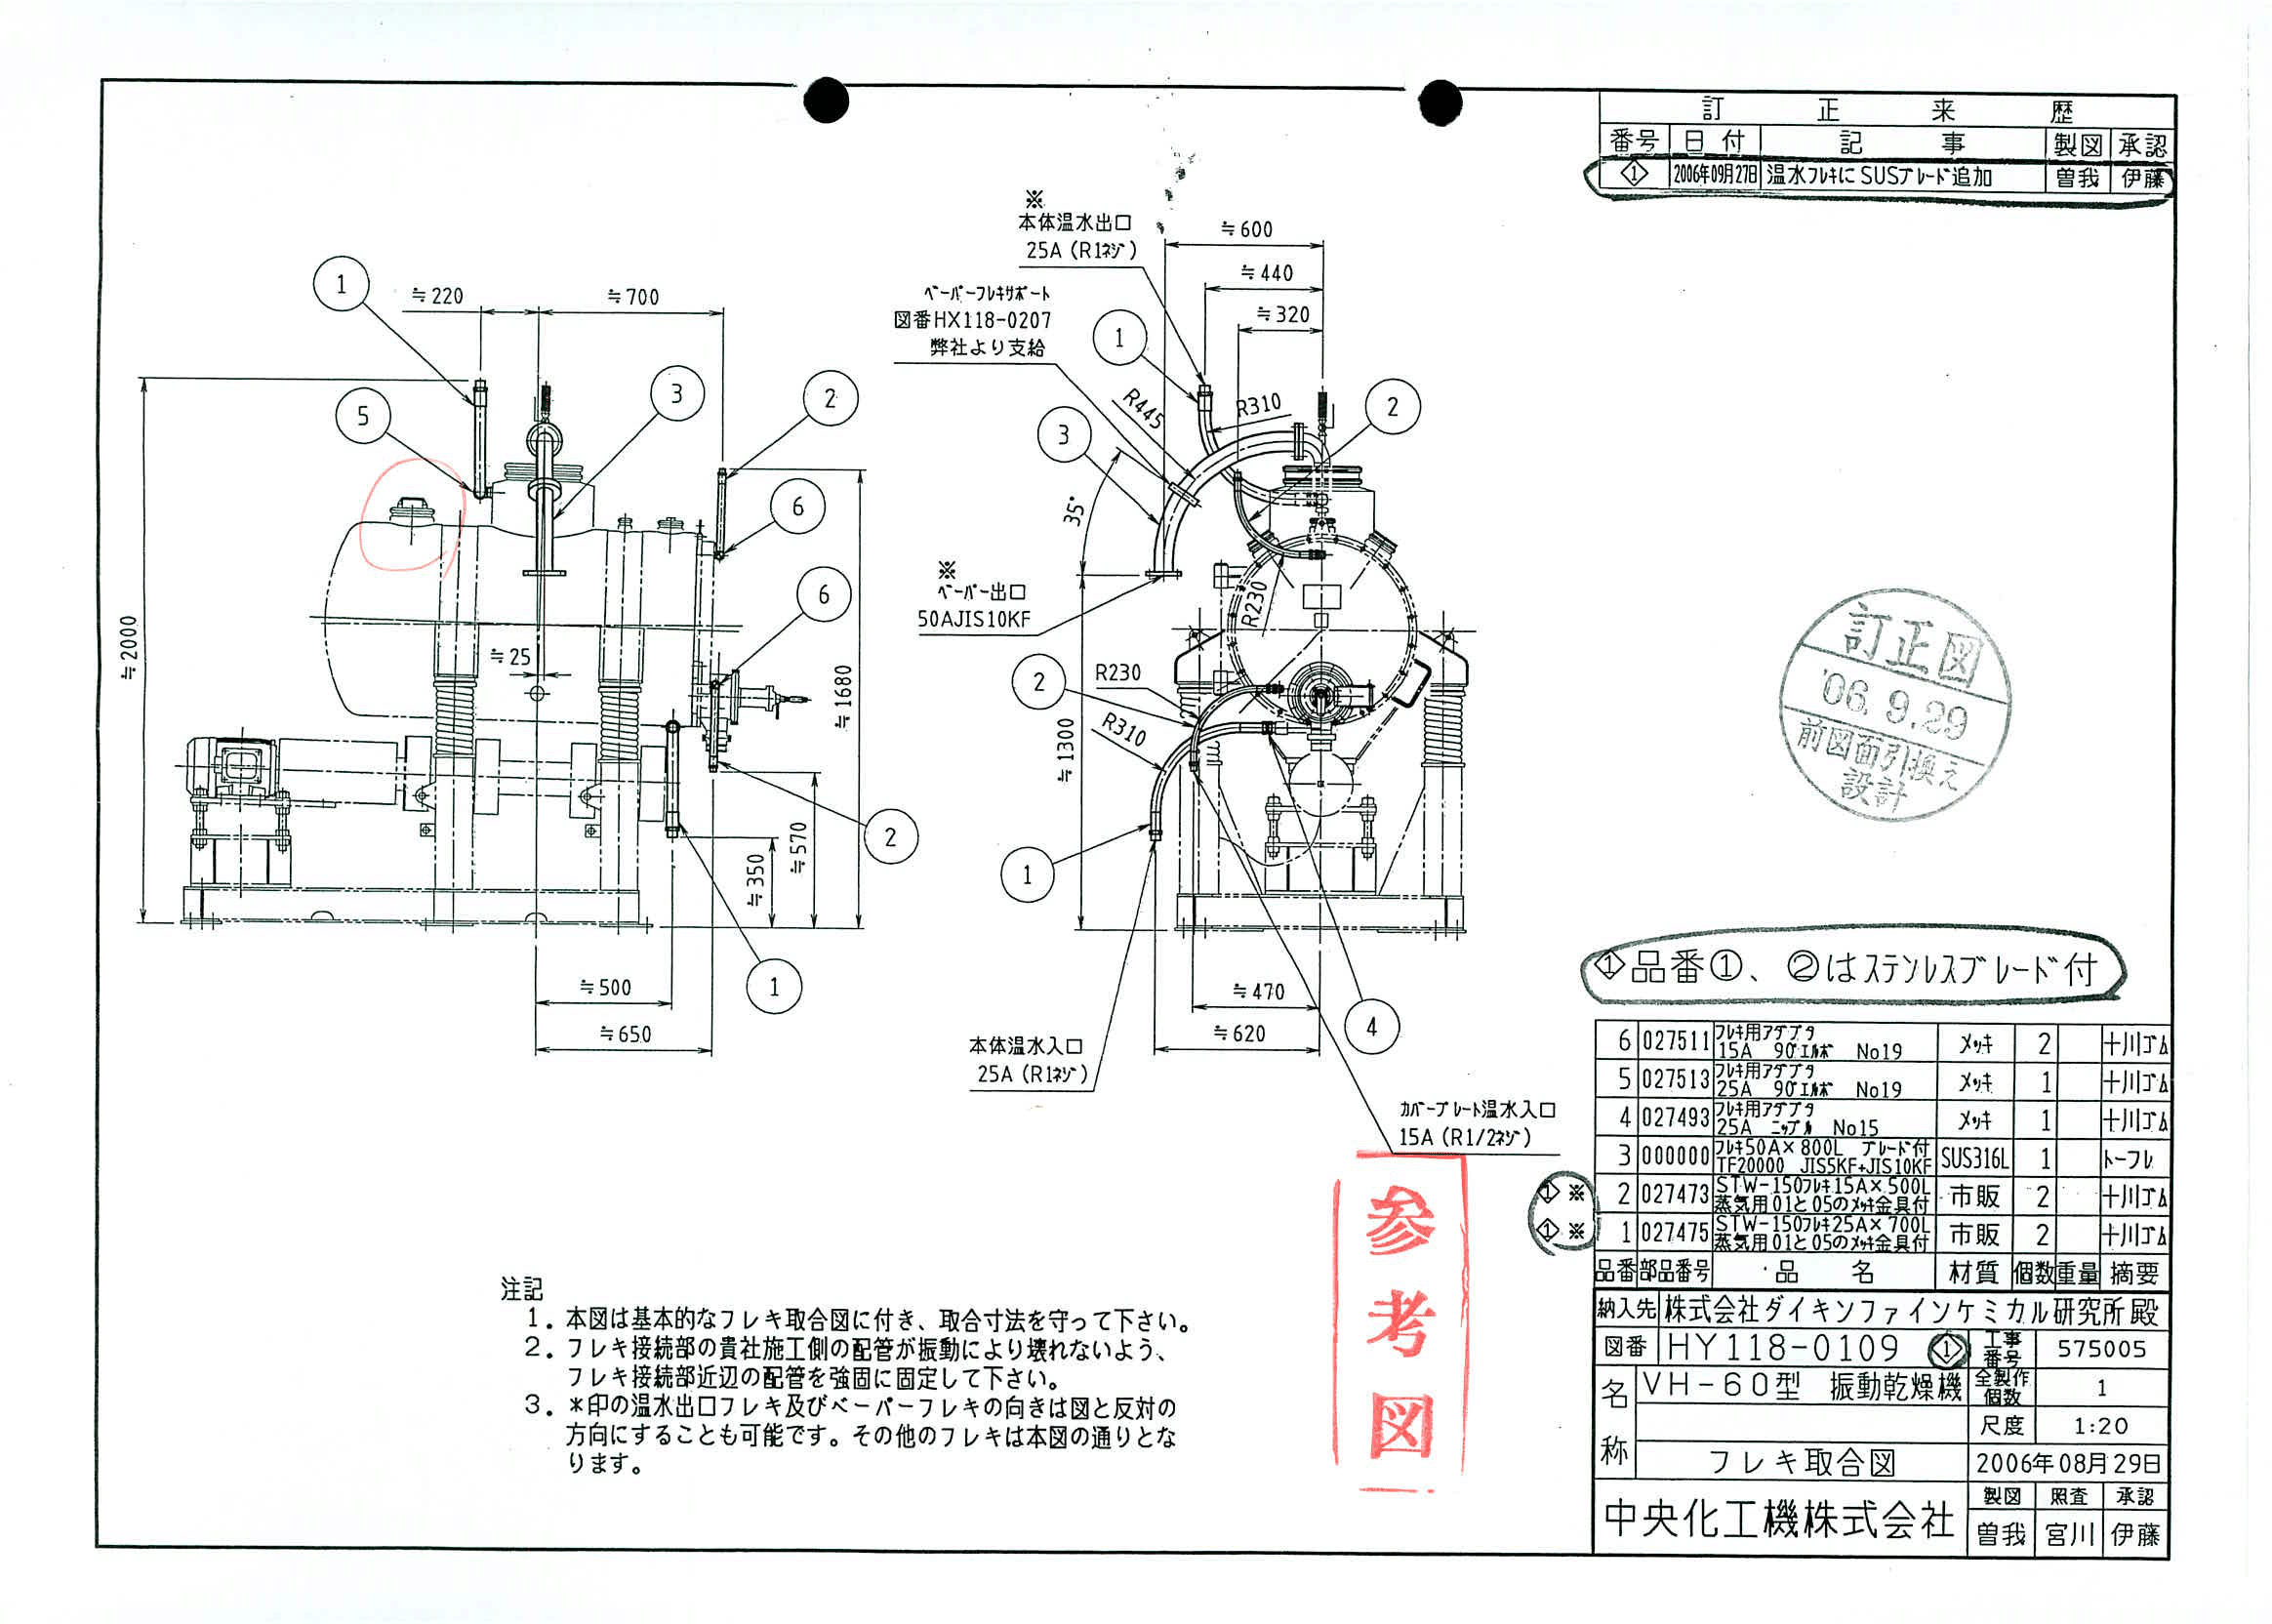 訂正来歴
番号 日付 記事 製図 承認
1 2006年09月27日 温水フレキにSUSブレード追加 曽我 伊藤
※
本体温水出口
25A (R1ネジ)
ベーパーフレキサポート
図番HX118-0207
弊社より支給
※
ベーパー出口
50AJIS10KF
≒220
≒700
1
5
3
2
6
6
2
1
≒2000
≒25
≒1680
≒570
≒350
≒500
≒650
≒600
≒440
≒320
1
2
3
R445
R310
35°
R230
2
R230
R310
≒1300
1
4
≒470
≒620
本体温水入口
25A (R1ネジ)
カバープレート温水入口
15A (R1/2ネジ)
訂正図
'06.9.29
前図面引換え
設計
1 品番①、②はステンレスブレード付
6 027511 フレキ用アダプタ
15A 90°エルボ No19 メッキ 2 十川ゴム
5 027513 フレキ用アダプタ
25A 90°エルボ No19 メッキ 1 十川ゴム
4 027493 フレキ用アダプタ
25A ニップル No15 メッキ 1 十川ゴム
3 000000 フレキ50A×800L ブレード付
TF20000 JIS5KF+JIS10KF SUS316L 1 トーフレ
1 ※ 2 027473 STW-150フレキ15A×500L
蒸気用01と05のメッキ金具付 市販 2 十川ゴム
1 ※ 1 027475 STW-150フレキ25A×700L
蒸気用01と05のメッキ金具付 市販 2 十川ゴム
品番 部品番号 品名 材質 個数 重量 摘要
納入先 株式会社ダイキンファインケミカル研究所殿
図番 HY118-0109 1 工事番号 575005
名称 VH-60型 振動乾燥機 全製作個数 1
尺度 1:20
フレキ取合図 2006年08月29日
中央化工機株式会社
製図 照査 承認
曽我 宮川 伊藤
参考図
注記
1. 本図は基本的なフレキ取合図に付き、取合寸法を守って下さい。
2. フレキ接続部の貴社施工側の配管が振動により壊れないよう、
フレキ接続部近辺の配管を強固に固定して下さい。
3. *印の温水出口フレキ及びベーパーフレキの向きは図と反対の
方向にすることも可能です。その他のフレキは本図の通りとな
ります。